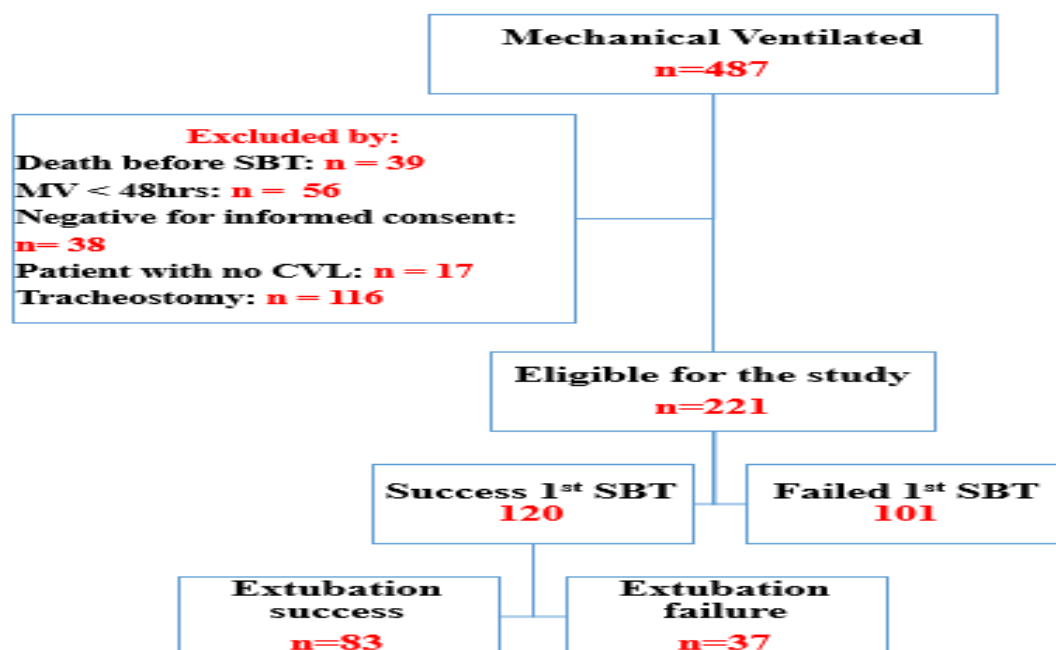 Mechanical Ventilated
n=487
Excluded by:
Death before SBT: n = 39
MV < 48hrs: n =  56
Negative for informed consent:
n= 38
Patient with no CVL: n = 17
Tracheostomy: n = 116
Eligible for the study
n=221
Success 1st SBT
120
Failed 1st SBT
101
Extubation
success
n=83
Extubation
failure
n=37